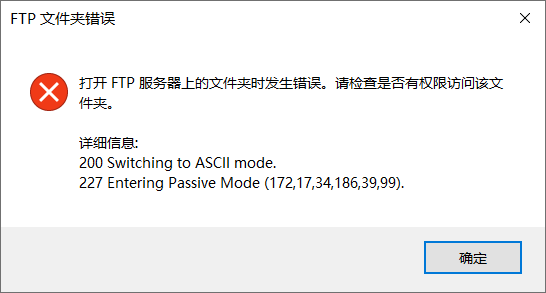 FTP 文件夹错误
打开 FTP 服务器上的文件夹时发生错误。请检查是否有权限访问该文
件夹。
详细信息:
200 Switching to ASCII mode.
227 Entering Passive Mode (172,17,34,186,39,99).
确定